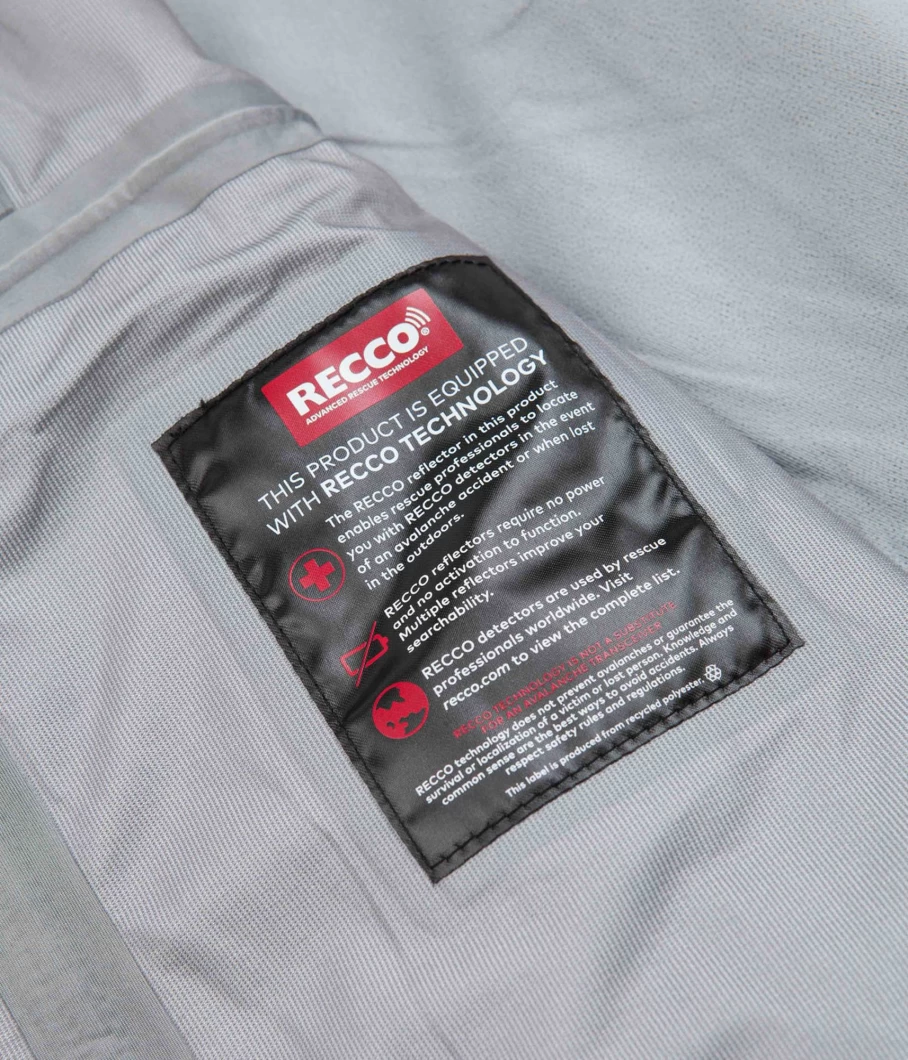 RECCO®
ADVANCED RESCUE TECHNOLOGY
THIS PRODUCT IS EQUIPPED
WITH RECCO TECHNOLOGY
The RECCO reflector in this product
enables rescue professionals to locate
you with RECCO detectors in the event
of an avalanche accident or when lost
in the outdoors.
RECCO reflectors require no power
and no activation to function.
Multiple reflectors improve your
searchability.
RECCO detectors are used by rescue
professionals worldwide. Visit
recco.com to view the complete list.
RECCO TECHNOLOGY IS NOT A SUBSTITUTE
FOR AN AVALANCHE TRANSCEIVER
RECCO technology does not prevent avalanches or guarantee the
survival or localization of a victim or lost person. Knowledge and
common sense are the best ways to avoid accidents. Always
respect safety rules and regulations.
This label is produced from recycled polyester.